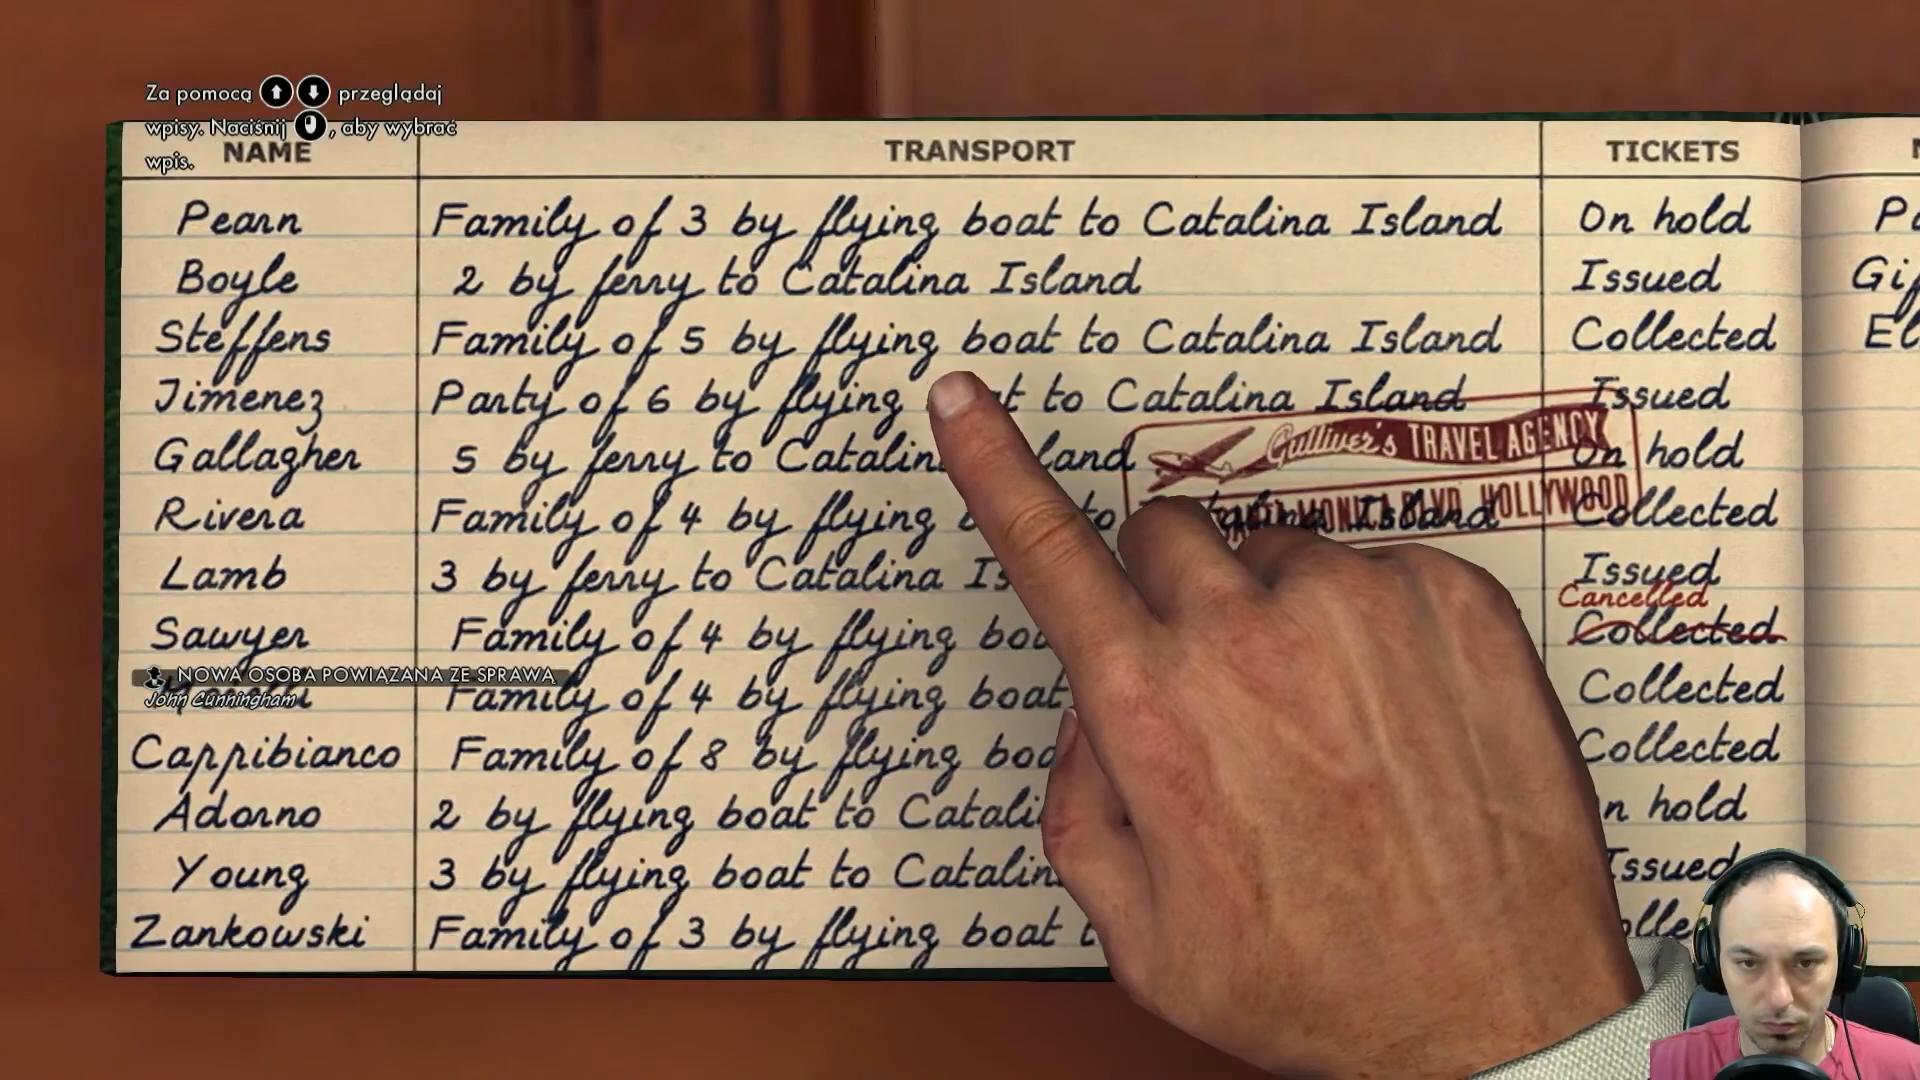 Za pomocą przeglądaj
wpisy. Naciśnij , aby wybrać
wpis.
NAME TRANSPORT TICKETS
Pearn Family of 3 by flying boat to Catalina Island On hold
Boyle 2 by ferry to Catalina Island Issued
Steffens Family of 5 by flying boat to Catalina Island Collected
Jimenez Party of 6 by flying to Catalina Island Issued
Gallagher 5 by ferry to On hold
Gulliver's TRAVEL AGENCY
Rivera Family of 4 by flying to Island Collected
BLVD. HOLLYWOOD
Lamb 3 by ferry to Catalina Issued
Cancelled
Sawyer Family of 4 by flying Collected
NOWA OSOBA POWIĄZANA ZE SPRAWĄ
John Cunningham
Family of 4 by flying boat Collected
Cappibianco Family of 8 by flying Collected
Adorno 2 by flying boat to hold
Young 3 by flying boat to Issued
Zankowski Family of 3 by flying boat